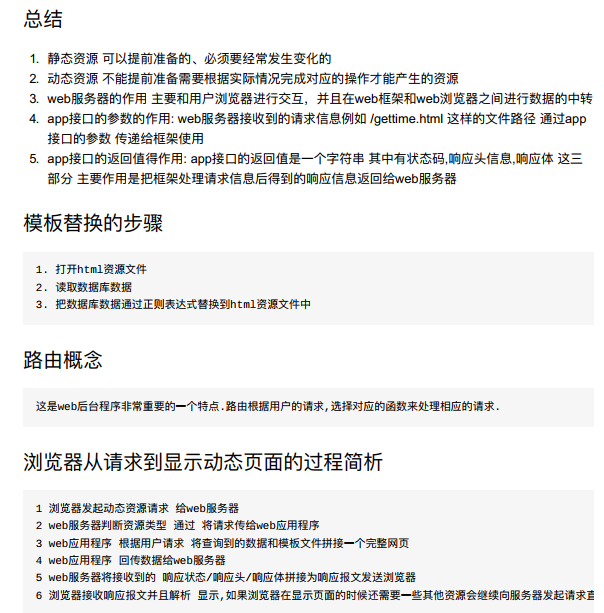 总结
1. 静态资源 可以提前准备的、必须要经常发生变化的
2. 动态资源 不能提前准备需要根据实际情况完成对应的操作才能产生的资源
3. web服务器的作用 主要和用户浏览器进行交互，并且在web框架和web浏览器之间进行数据的中转
4. app接口的参数的作用: web服务器接收到的请求信息例如 /gettime.html 这样的文件路径 通过app
接口的参数 传递给框架使用
5. app接口的返回值得作用: app接口的返回值是一个字符串 其中有状态码,响应头信息,响应体 这三
部分 主要作用是把框架处理请求信息后得到的响应信息返回给web服务器
模板替换的步骤
1. 打开html资源文件
2. 读取数据库数据
3. 把数据库数据通过正则表达式替换到html资源文件中
路由概念
这是web后台程序非常重要的一个特点.路由根据用户的请求,选择对应的函数来处理相应的请求.
浏览器从请求到显示动态页面的过程简析
1 浏览器发起动态资源请求 给web服务器
2 web服务器判断资源类型 通过 将请求传给web应用程序
3 web应用程序 根据用户请求 将查询到的数据和模板文件拼接一个完整网页
4 web应用程序 回传数据给web服务器
5 web服务器将接收到的 响应状态/响应头/响应体拼接为响应报文发送浏览器
6 浏览器接收响应报文并且解析 显示,如果浏览器在显示页面的时候还需要一些其他资源会继续向服务器发起请求直